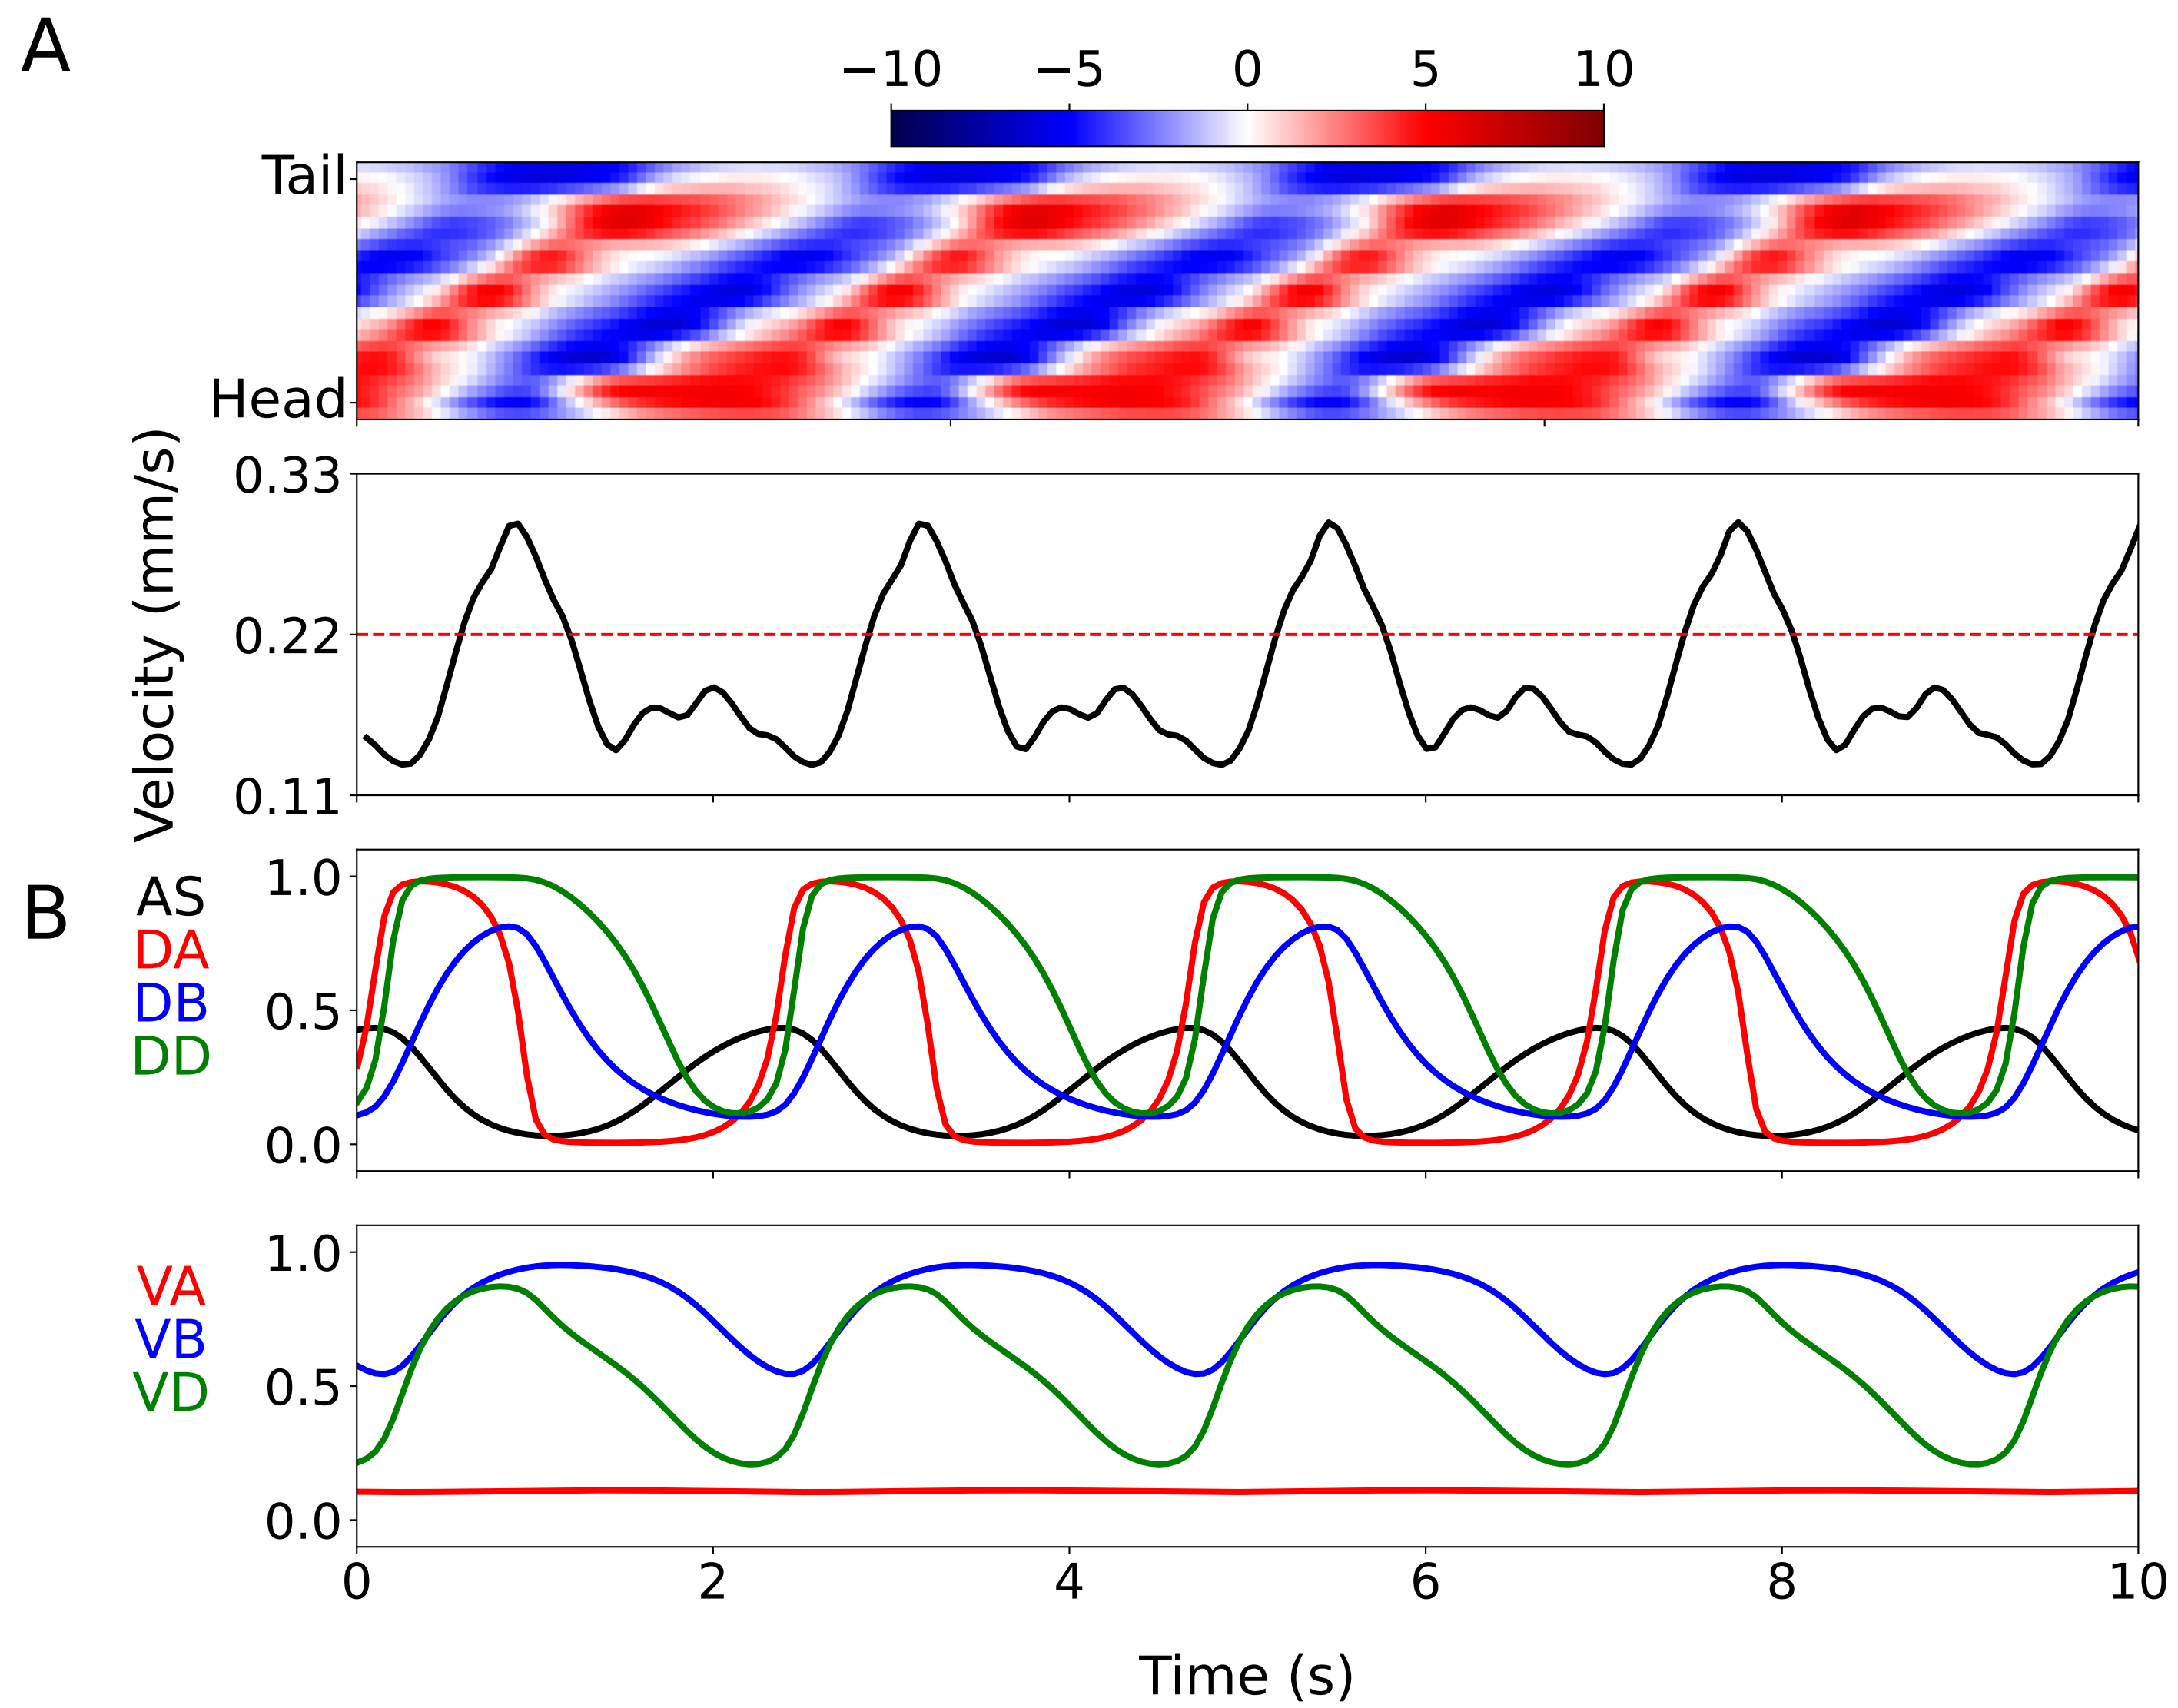 A
−10 −5 0 5 10
Tail
Head
Velocity (mm/s)
0.33
0.22
0.11
B
AS
DA
DB
DD
1.0
0.5
0.0
VA
VB
VD
1.0
0.5
0.0
0 2 4 6 8 10
Time (s)